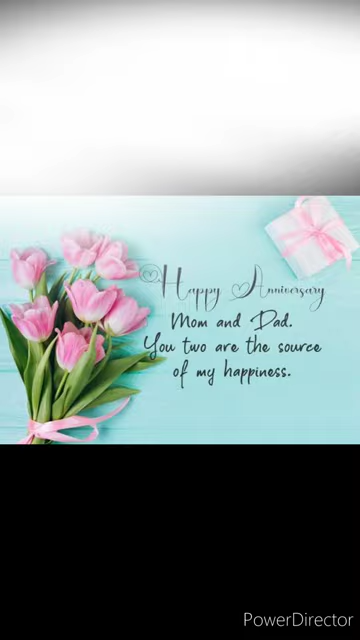 Happy Anniversary
Mom and Dad.
You two are the source
of my happiness.
PowerDirector